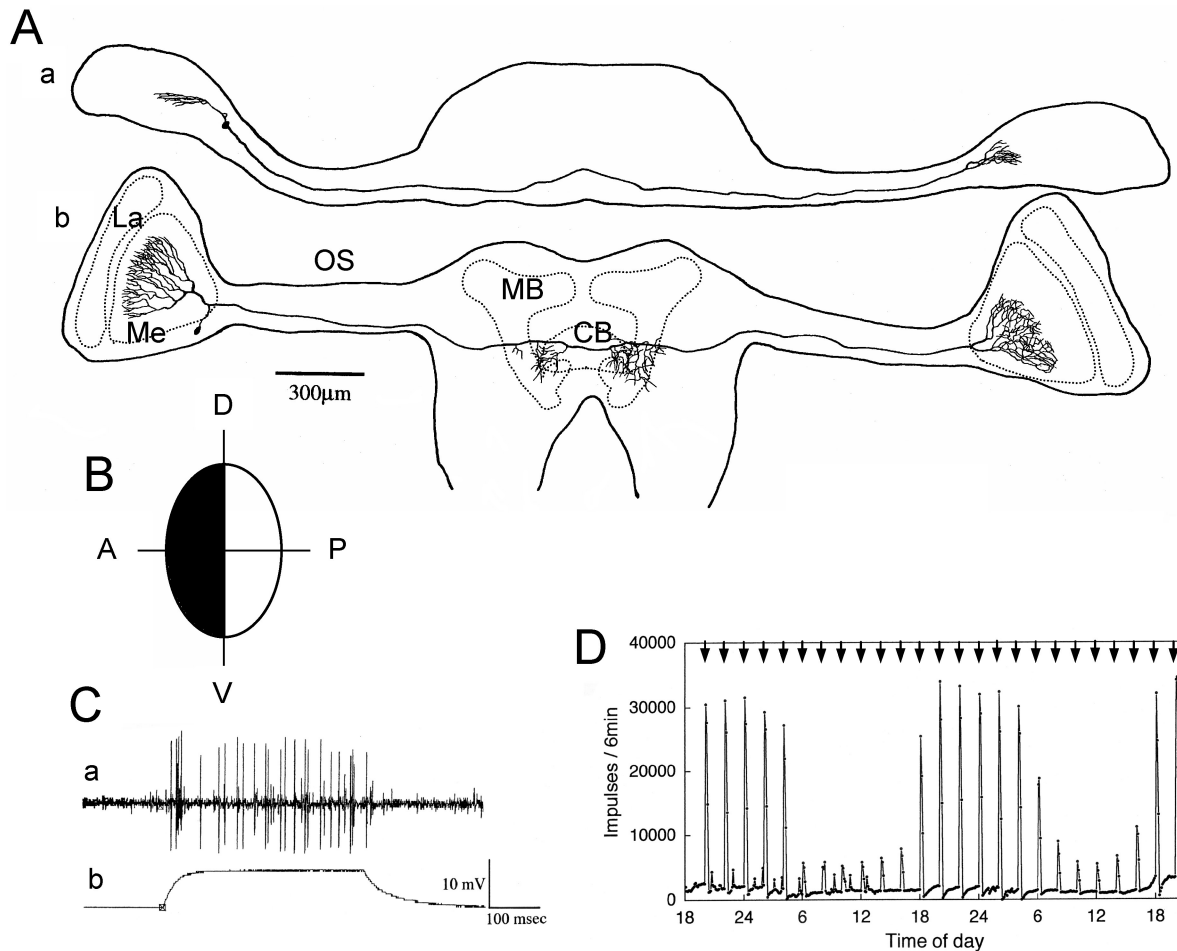 A
a
b
La
OS
MB
Me
CB
300µm
D
B
A P
V
C
a
b
10 mV
100 msec
D
40000
30000
20000
10000
0
Impulses / 6min
18 24 6 12 18 24 6 12 18
Time of day